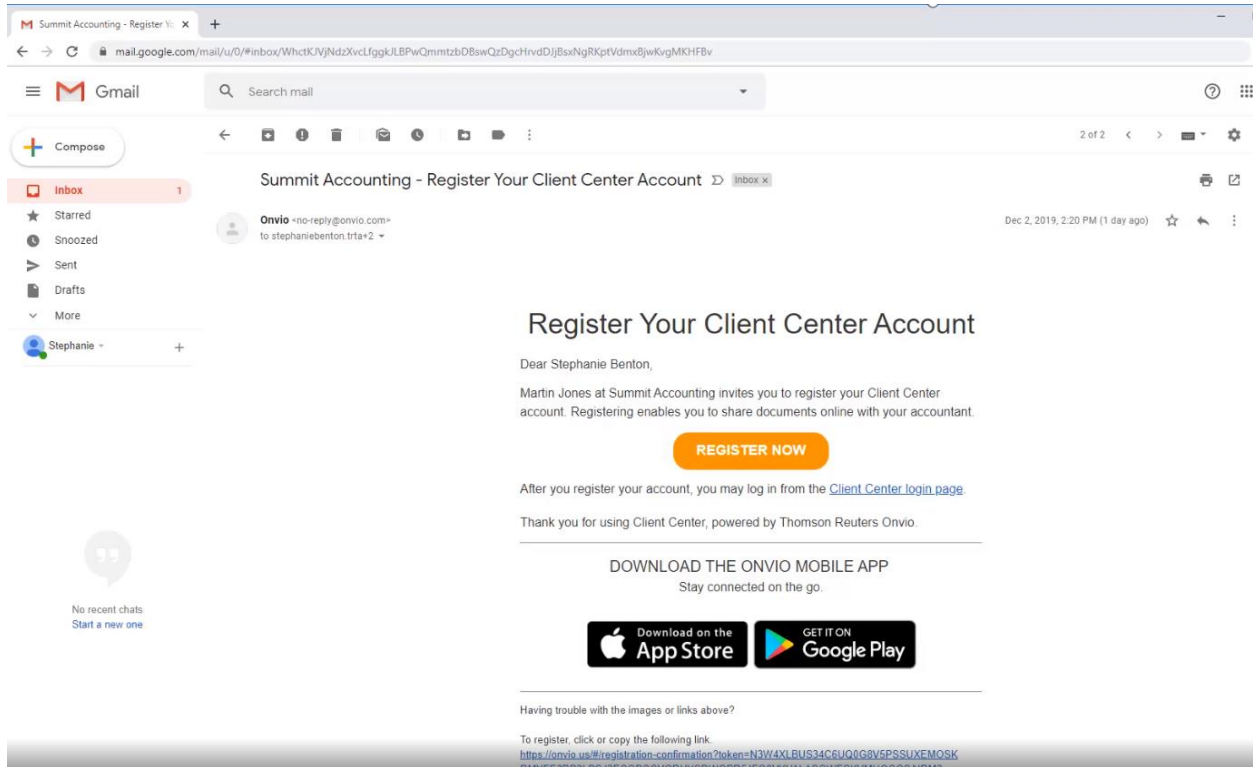 Summit Accounting - Register Yo
mail.google.com/mail/u/0/#inbox/WhctKJVjNdzXvcLfggkJLBPwQmmtzbDBswQzDgcHrvdDJjBsxNgRKptVdmxBjwKvgMKHFBv
Gmail
Search mail
Compose
2 of 2
Inbox 1
Starred
Snoozed
Sent
Drafts
More
Stephanie
No recent chats
Start a new one
Summit Accounting - Register Your Client Center Account Inbox x
Onvio <no-reply@onvio.com>
to stephaniebenton.trta+2
Dec 2, 2019, 2:20 PM (1 day ago)
Register Your Client Center Account
Dear Stephanie Benton,
Martin Jones at Summit Accounting invites you to register your Client Center
account. Registering enables you to share documents online with your accountant.
REGISTER NOW
After you register your account, you may log in from the Client Center login page.
Thank you for using Client Center, powered by Thomson Reuters Onvio.
DOWNLOAD THE ONVIO MOBILE APP
Stay connected on the go.
Download on the
App Store
GET IT ON
Google Play
Having trouble with the images or links above?
To register, click or copy the following link.
https://onvio.us/#/registration-confirmation?token=N3W4XLBUS34C6UQ0G8V5PSSUXEMOSK